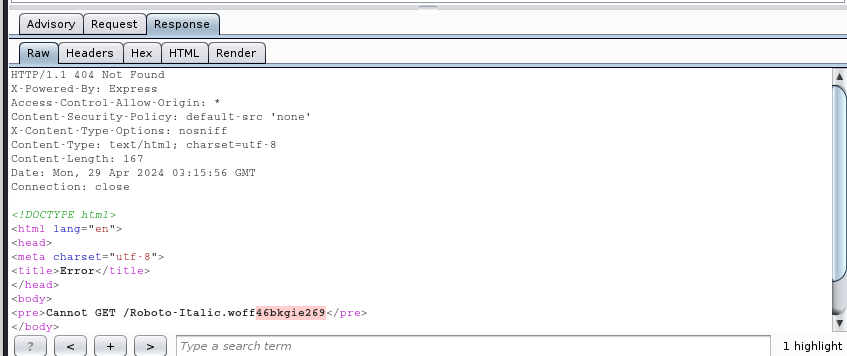 Advisory Request Response
Raw Headers Hex HTML Render
HTTP/1.1 404 Not Found
X-Powered-By: Express
Access-Control-Allow-Origin: *
Content-Security-Policy: default-src 'none'
X-Content-Type-Options: nosniff
Content-Type: text/html; charset=utf-8
Content-Length: 167
Date: Mon, 29 Apr 2024 03:15:56 GMT
Connection: close
<!DOCTYPE html>
<html lang="en">
<head>
<meta charset="utf-8">
<title>Error</title>
</head>
<body>
<pre>Cannot GET /Roboto-Italic.woff46bkgie269</pre>
</body>
? < + > Type a search term 1 highlight